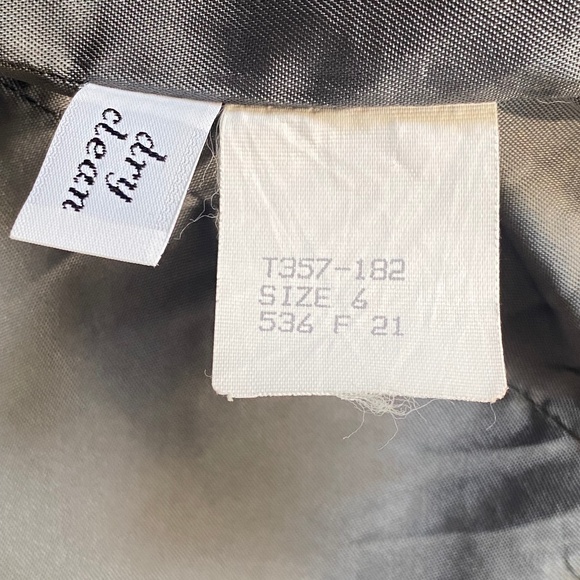 dry
clean
T357-182
SIZE 6
536 F 21